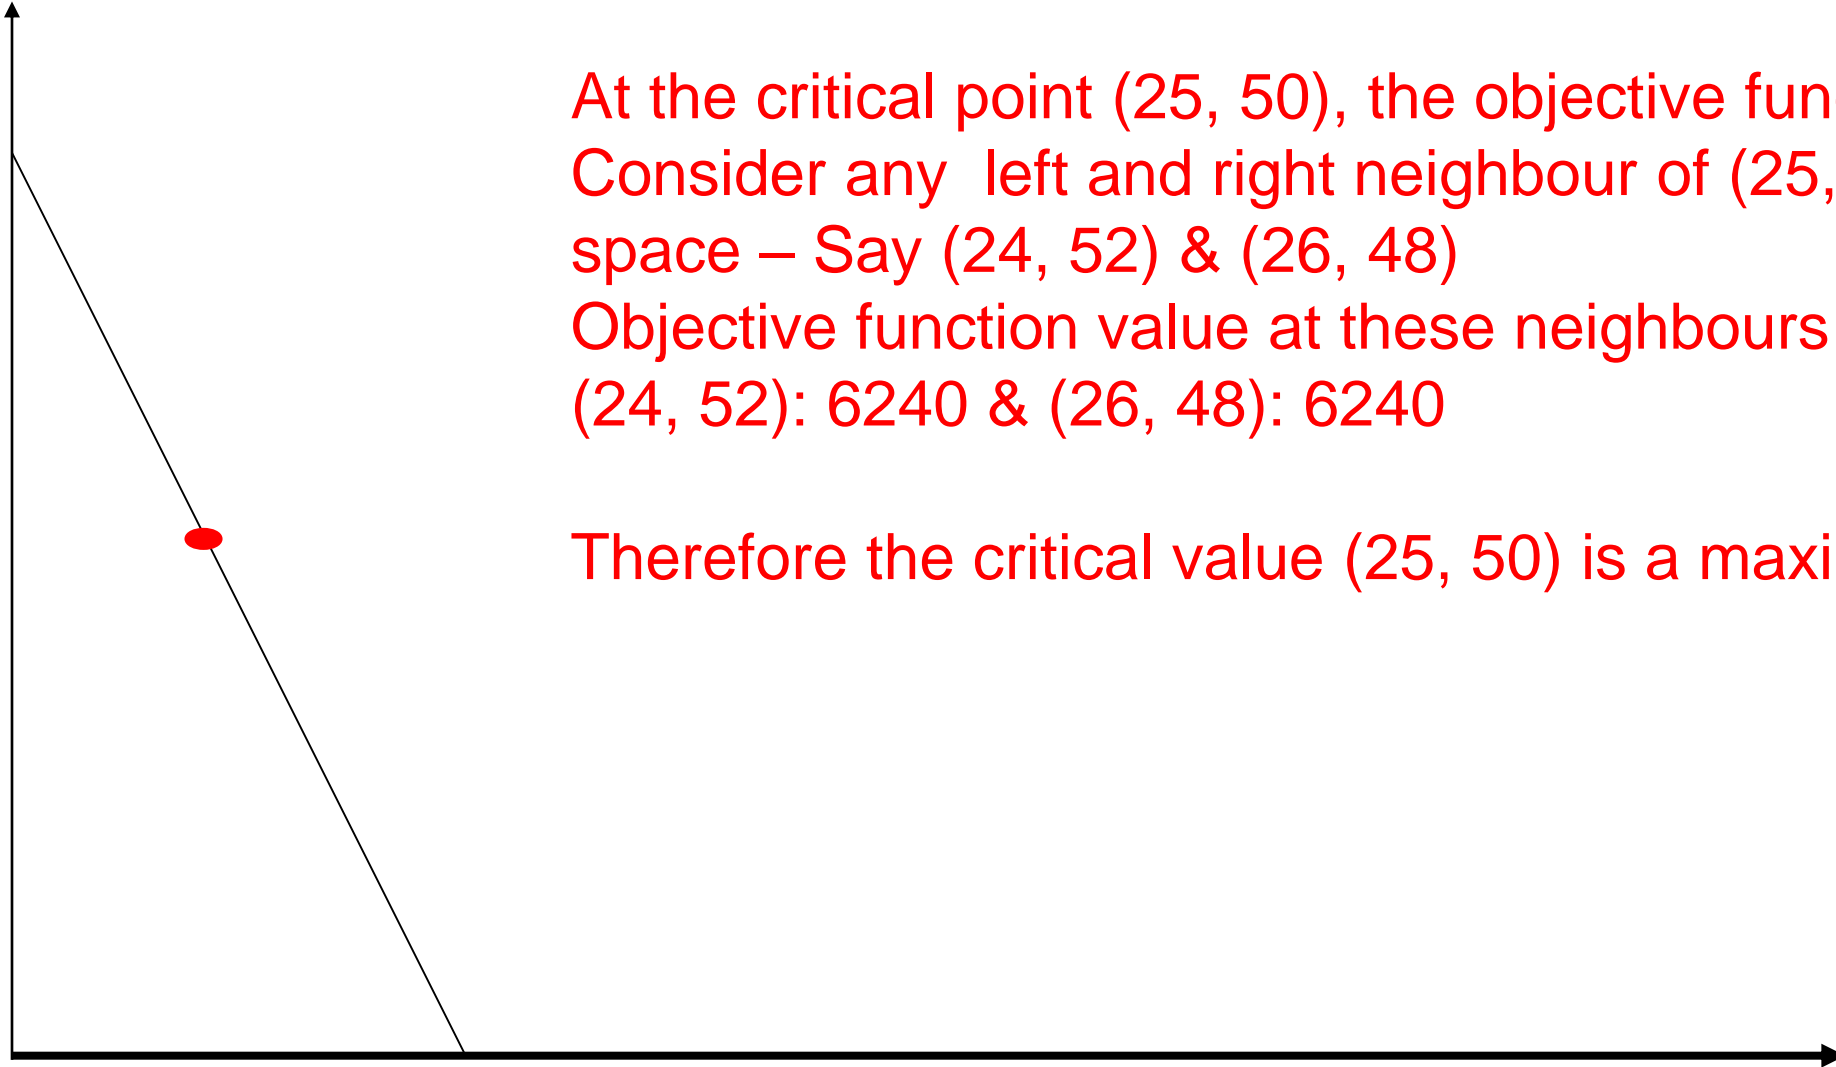 At the critical point (25, 50), the objective fun
Consider any left and right neighbour of (25,
space – Say (24, 52) & (26, 48)
Objective function value at these neighbours
(24, 52): 6240 & (26, 48): 6240
Therefore the critical value (25, 50) is a maxi